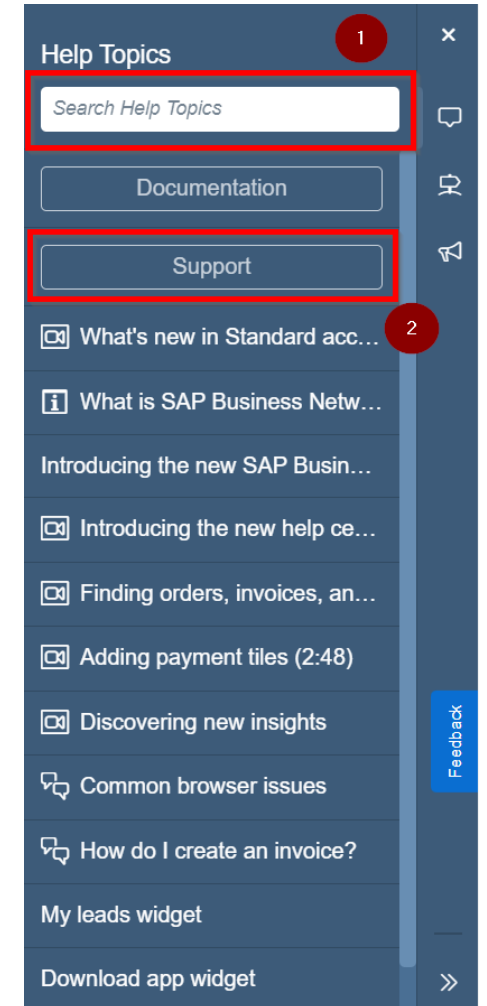 1
Help Topics
Search Help Topics
Documentation
Support
2
What's new in Standard acc...
What is SAP Business Netw...
Introducing the new SAP Busin...
Introducing the new help ce...
Finding orders, invoices, an...
Adding payment tiles (2:48)
Discovering new insights
Feedback
Common browser issues
How do I create an invoice?
My leads widget
Download app widget